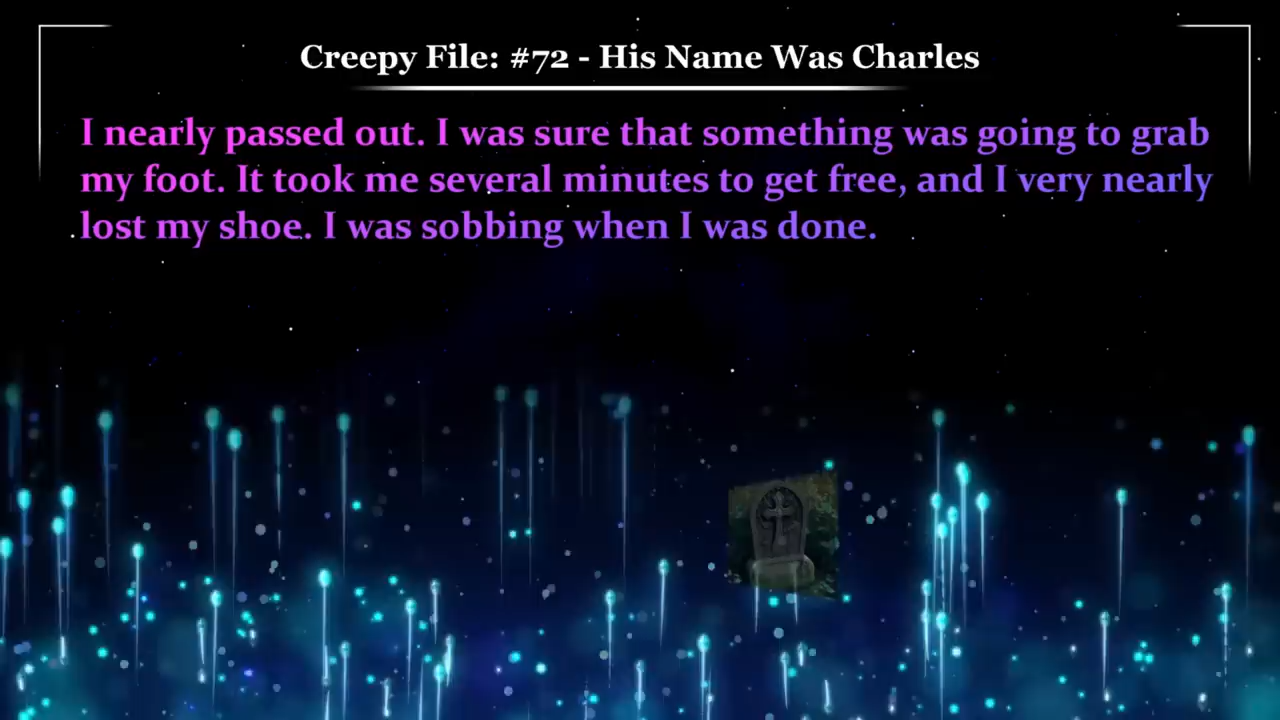 Creepy File: #72 - His Name Was Charles
I nearly passed out. I was sure that something was going to grab
my foot. It took me several minutes to get free, and I very nearly
lost my shoe. I was sobbing when I was done.